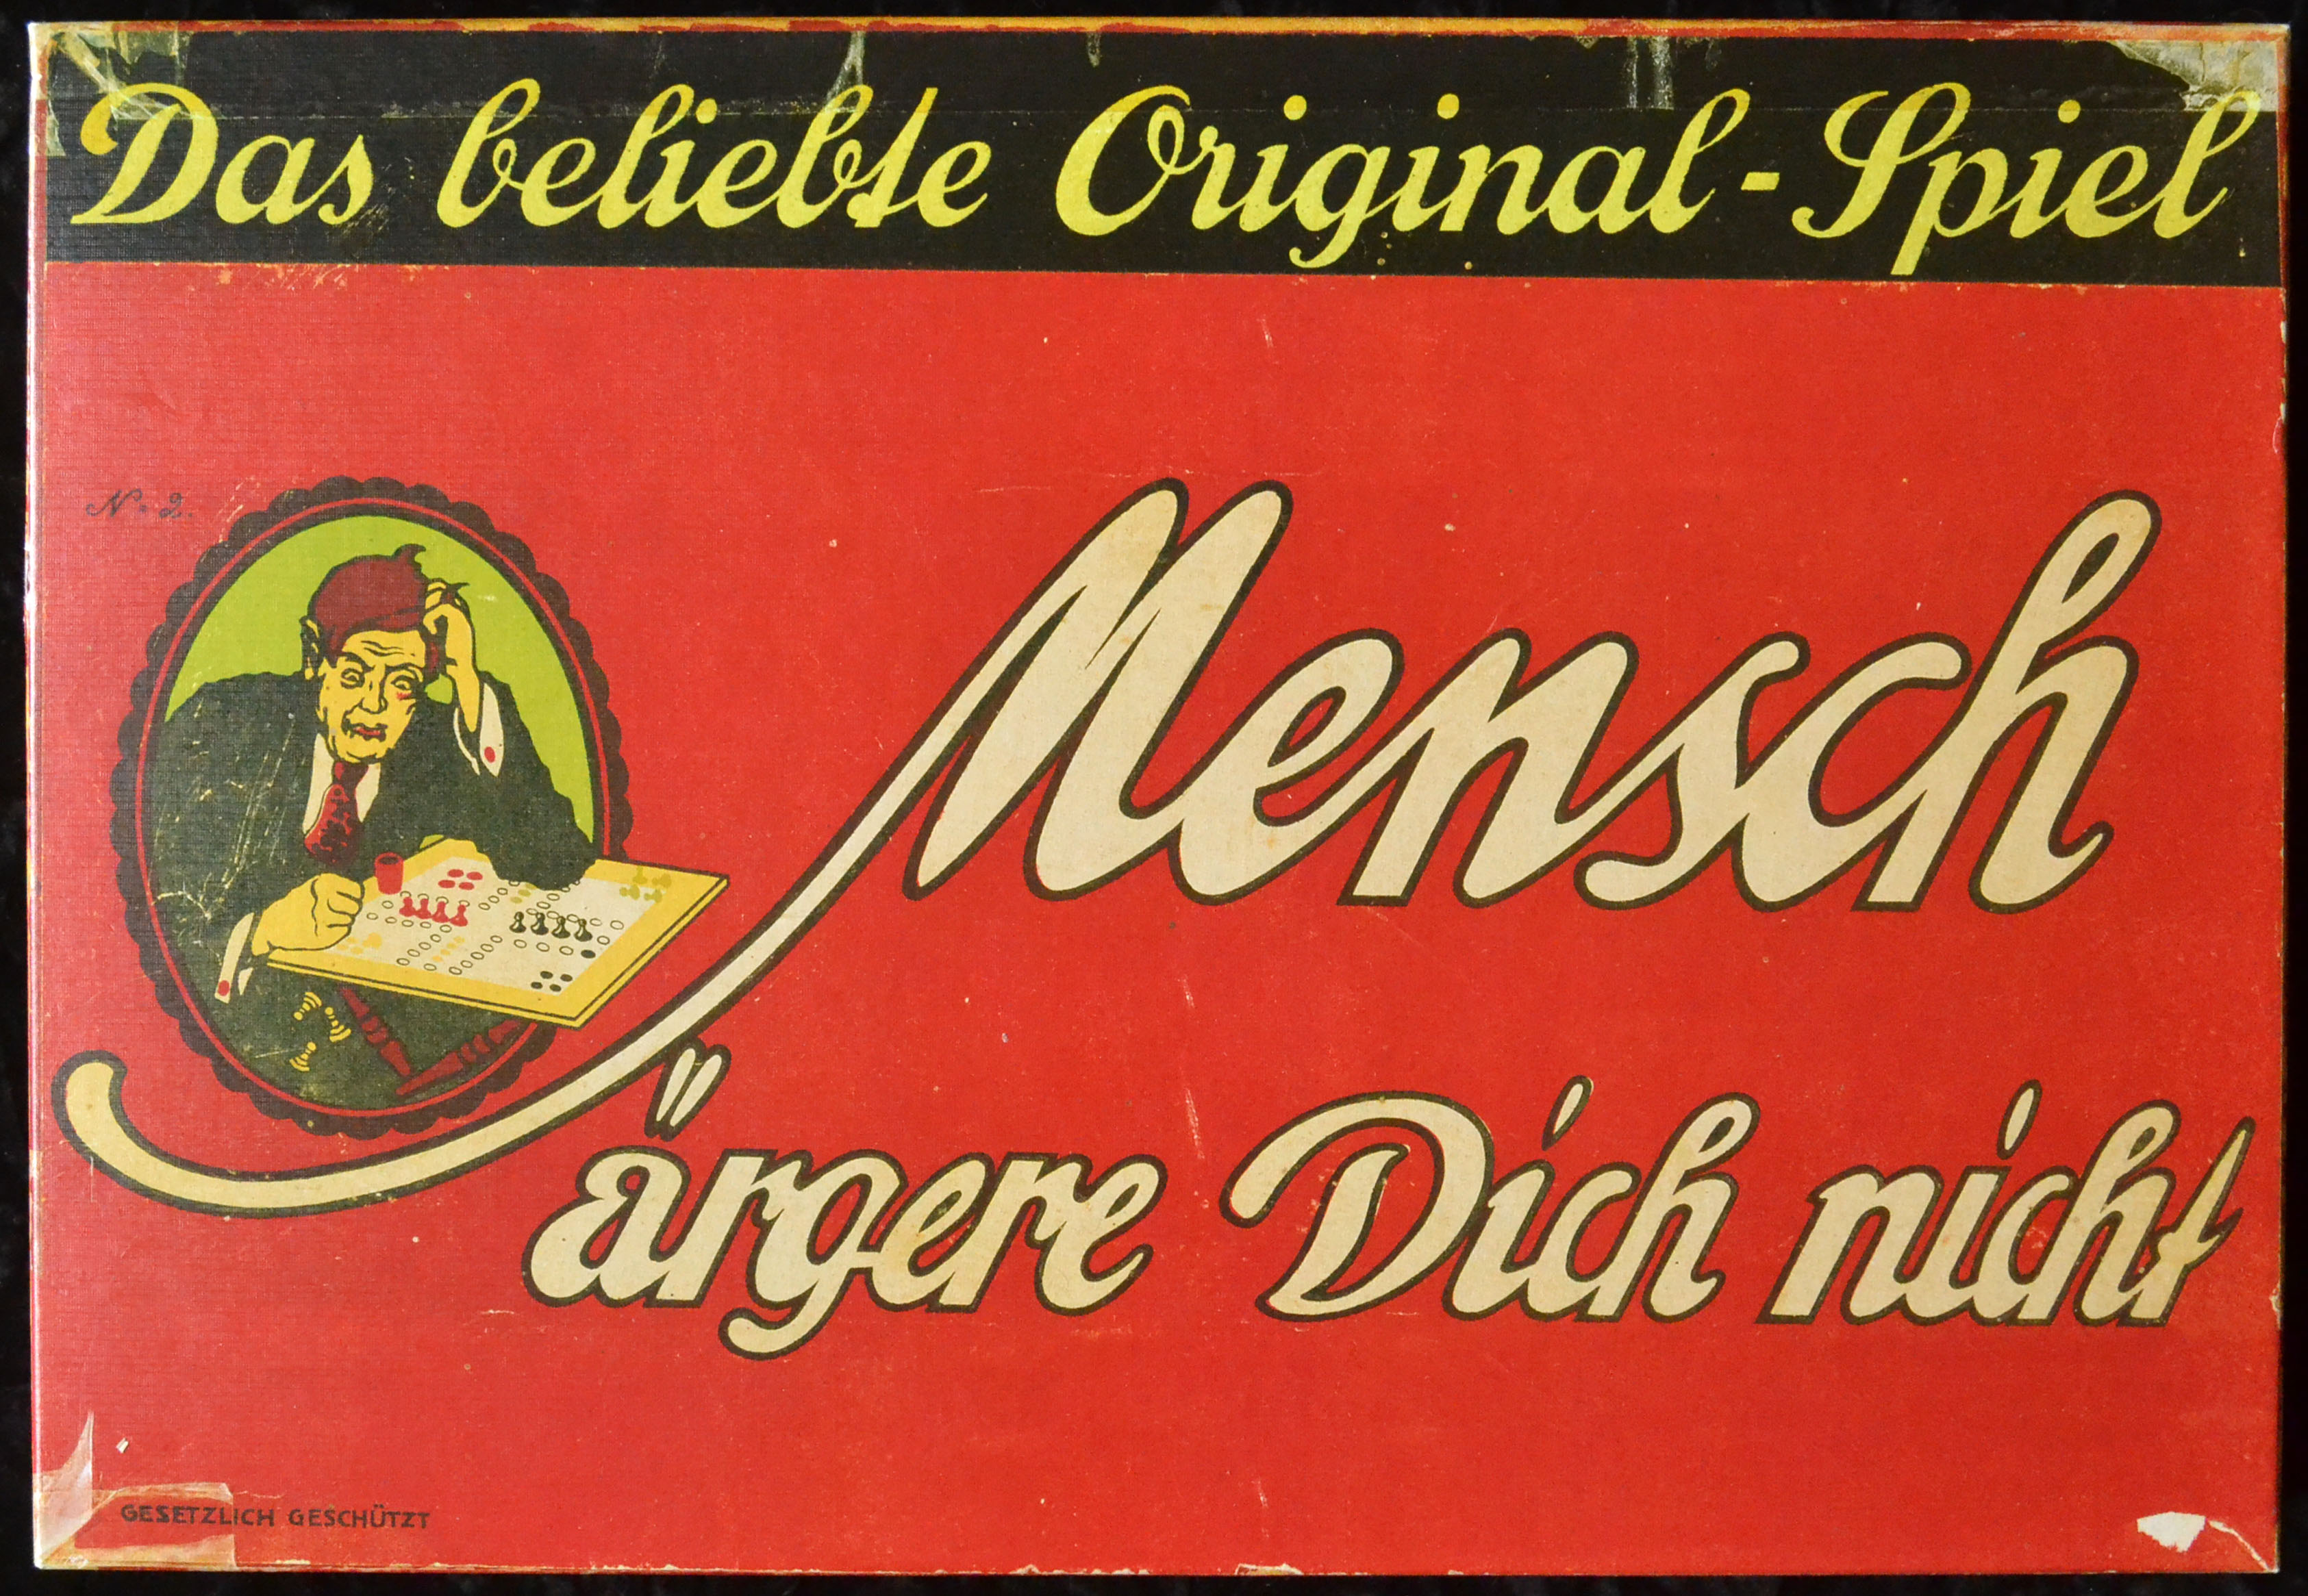 Das beliebte Original-Spiel
N. 2.
Mensch
ärgere Dich nicht
GESETZLICH GESCHÜTZT